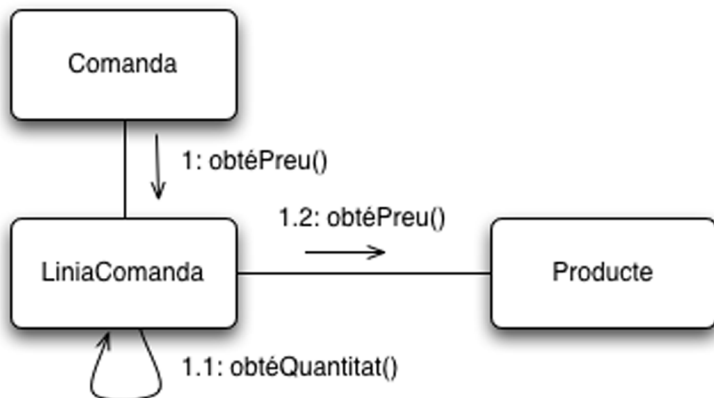 Comanda
1: obtéPreu()
1.2: obtéPreu()
LiniaComanda
Producte
1.1: obtéQuantitat()